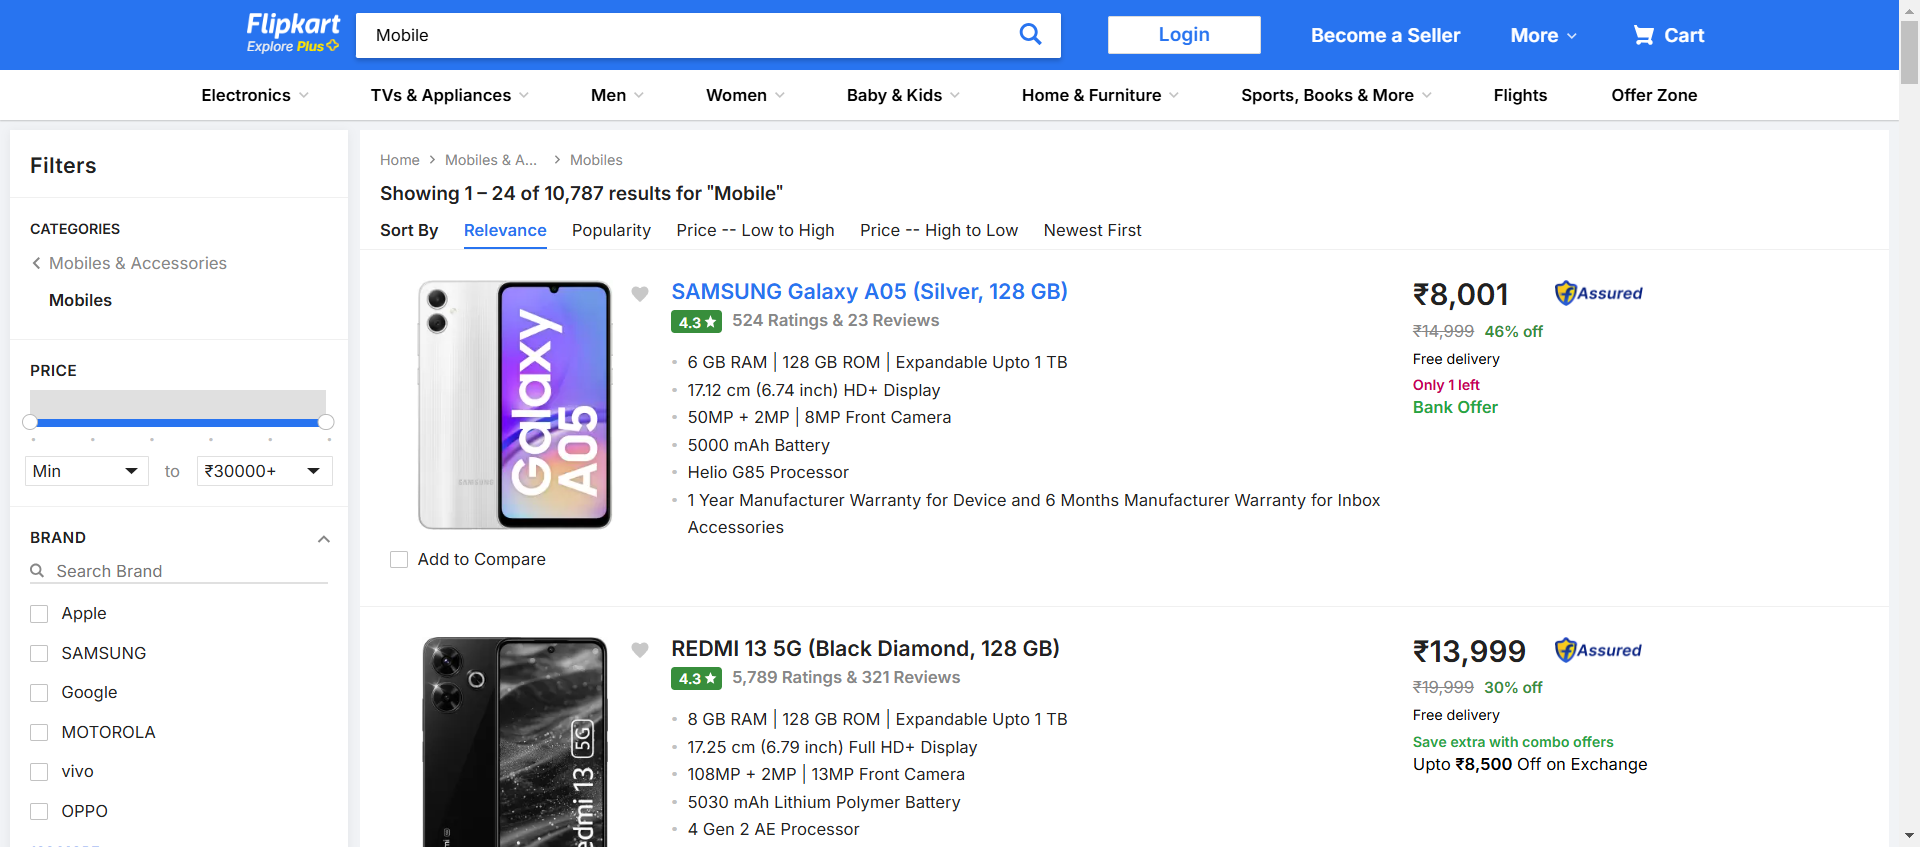 Flipkart
Explore Plus
Mobile
Login
Become a Seller
More
Cart
Electronics
TVs & Appliances
Men
Women
Baby & Kids
Home & Furniture
Sports, Books & More
Flights
Offer Zone
Filters
CATEGORIES
Mobiles & Accessories
Mobiles
PRICE
Min
to
₹30000+
BRAND
Search Brand
Apple
SAMSUNG
Google
MOTOROLA
vivo
OPPO
Home
Mobiles & A...
Mobiles
Showing 1 – 24 of 10,787 results for "Mobile"
Sort By
Relevance
Popularity
Price -- Low to High
Price -- High to Low
Newest First
Galaxy
A05
SAMSUNG
Add to Compare
SAMSUNG Galaxy A05 (Silver, 128 GB)
4.3★
524 Ratings & 23 Reviews
6 GB RAM | 128 GB ROM | Expandable Upto 1 TB
17.12 cm (6.74 inch) HD+ Display
50MP + 2MP | 8MP Front Camera
5000 mAh Battery
Helio G85 Processor
1 Year Manufacturer Warranty for Device and 6 Months Manufacturer Warranty for Inbox
Accessories
₹8,001
Assured
₹14,999 46% off
Free delivery
Only 1 left
Bank Offer
5G
REDMI 13 5G (Black Diamond, 128 GB)
4.3★
5,789 Ratings & 321 Reviews
8 GB RAM | 128 GB ROM | Expandable Upto 1 TB
17.25 cm (6.79 inch) Full HD+ Display
108MP + 2MP | 13MP Front Camera
5030 mAh Lithium Polymer Battery
4 Gen 2 AE Processor
₹13,999
Assured
₹19,999 30% off
Free delivery
Save extra with combo offers
Upto ₹8,500 Off on Exchange